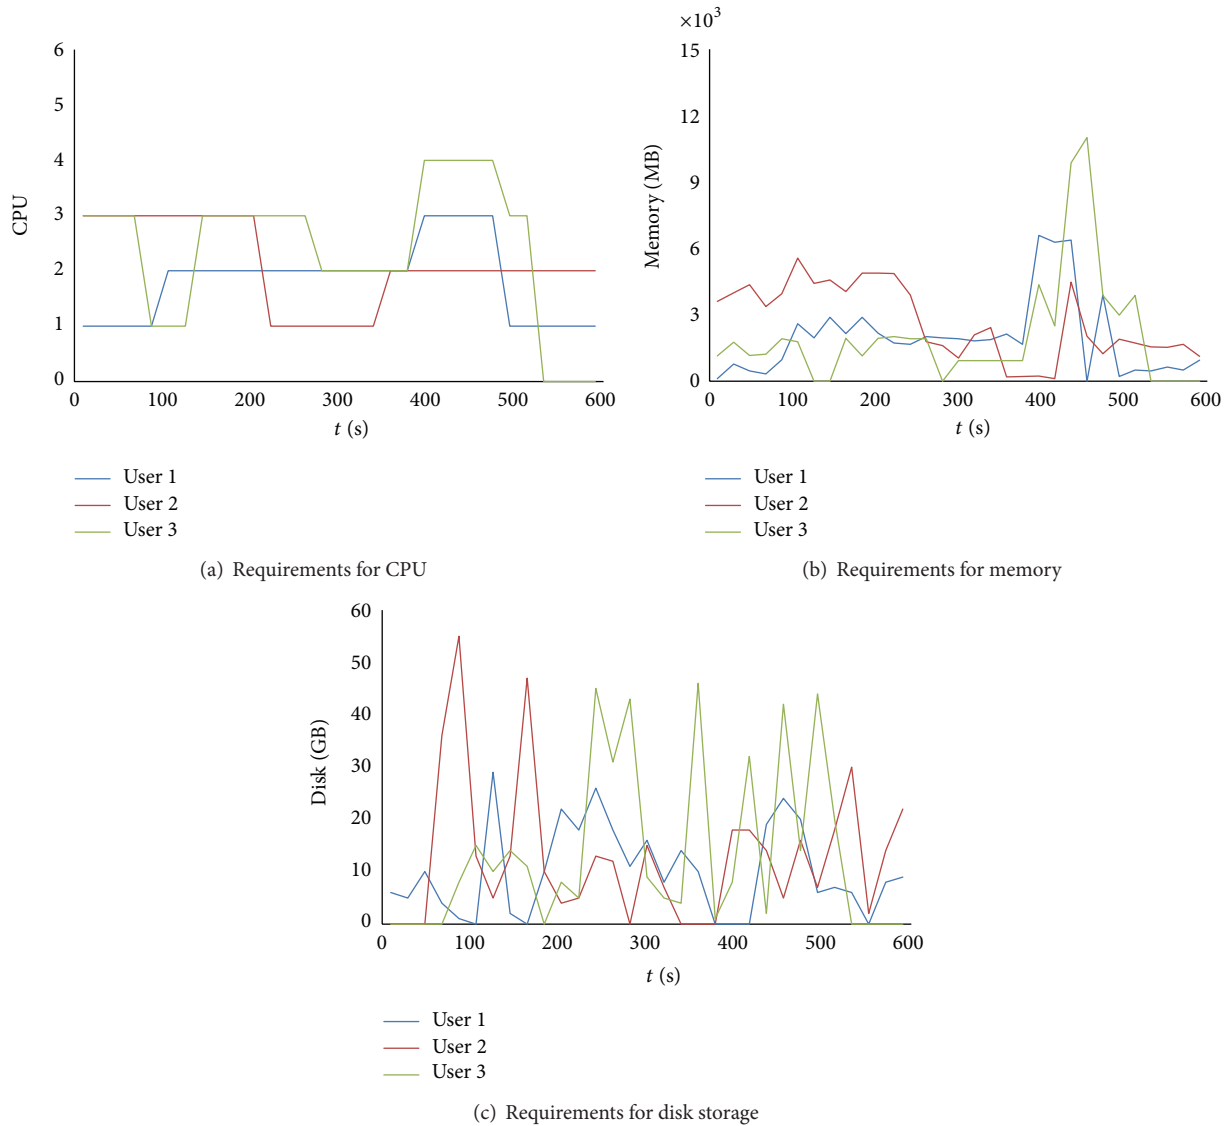 6
5
4
3
2
1
0
CPU
0 100 200 300 400 500 600
t (s)
User 1
User 2
User 3
(a) Requirements for CPU
×10³
15
12
9
6
3
0
Memory (MB)
0 100 200 300 400 500 600
t (s)
User 1
User 2
User 3
(b) Requirements for memory
60
50
40
30
20
10
0
Disk (GB)
0 100 200 300 400 500 600
t (s)
User 1
User 2
User 3
(c) Requirements for disk storage